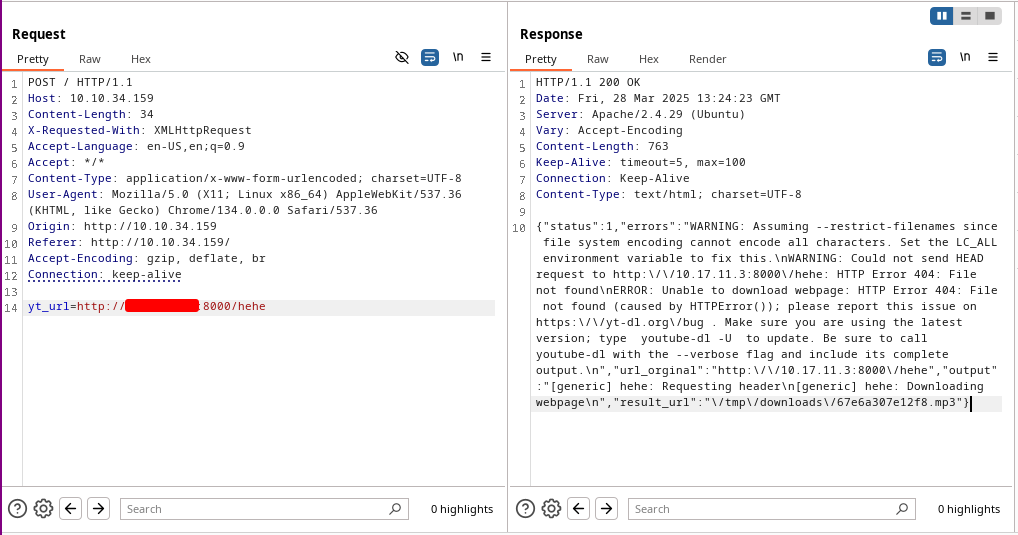 Request
Pretty Raw Hex \n
1 POST / HTTP/1.1
2 Host: 10.10.34.159
3 Content-Length: 34
4 X-Requested-With: XMLHttpRequest
5 Accept-Language: en-US,en;q=0.9
6 Accept: */*
7 Content-Type: application/x-www-form-urlencoded; charset=UTF-8
8 User-Agent: Mozilla/5.0 (X11; Linux x86_64) AppleWebKit/537.36
(KHTML, like Gecko) Chrome/134.0.0.0 Safari/537.36
9 Origin: http://10.10.34.159
10 Referer: http://10.10.34.159/
11 Accept-Encoding: gzip, deflate, br
12 Connection: keep-alive
13
14 yt_url=http:// :8000/hehe
Search 0 highlights
Response
Pretty Raw Hex Render \n
1 HTTP/1.1 200 OK
2 Date: Fri, 28 Mar 2025 13:24:23 GMT
3 Server: Apache/2.4.29 (Ubuntu)
4 Vary: Accept-Encoding
5 Content-Length: 763
6 Keep-Alive: timeout=5, max=100
7 Connection: Keep-Alive
8 Content-Type: text/html; charset=UTF-8
9
10 {"status":1,"errors":"WARNING: Assuming --restrict-filenames since
file system encoding cannot encode all characters. Set the LC_ALL
environment variable to fix this.\nWARNING: Could not send HEAD
request to http:\/\/10.17.11.3:8000\/hehe: HTTP Error 404: File
not found\nERROR: Unable to download webpage: HTTP Error 404: File
not found (caused by HTTPError()); please report this issue on
https:\/\/yt-dl.org\/bug . Make sure you are using the latest
version; type  youtube-dl -U  to update. Be sure to call
youtube-dl with the --verbose flag and include its complete
output.\n","url_orginal":"http:\/\/10.17.11.3:8000\/hehe","output"
:"[generic] hehe: Requesting header\n[generic] hehe: Downloading
webpage\n","result_url":"\/tmp\/downloads\/67e6a307e12f8.mp3"}
Search 0 highlights